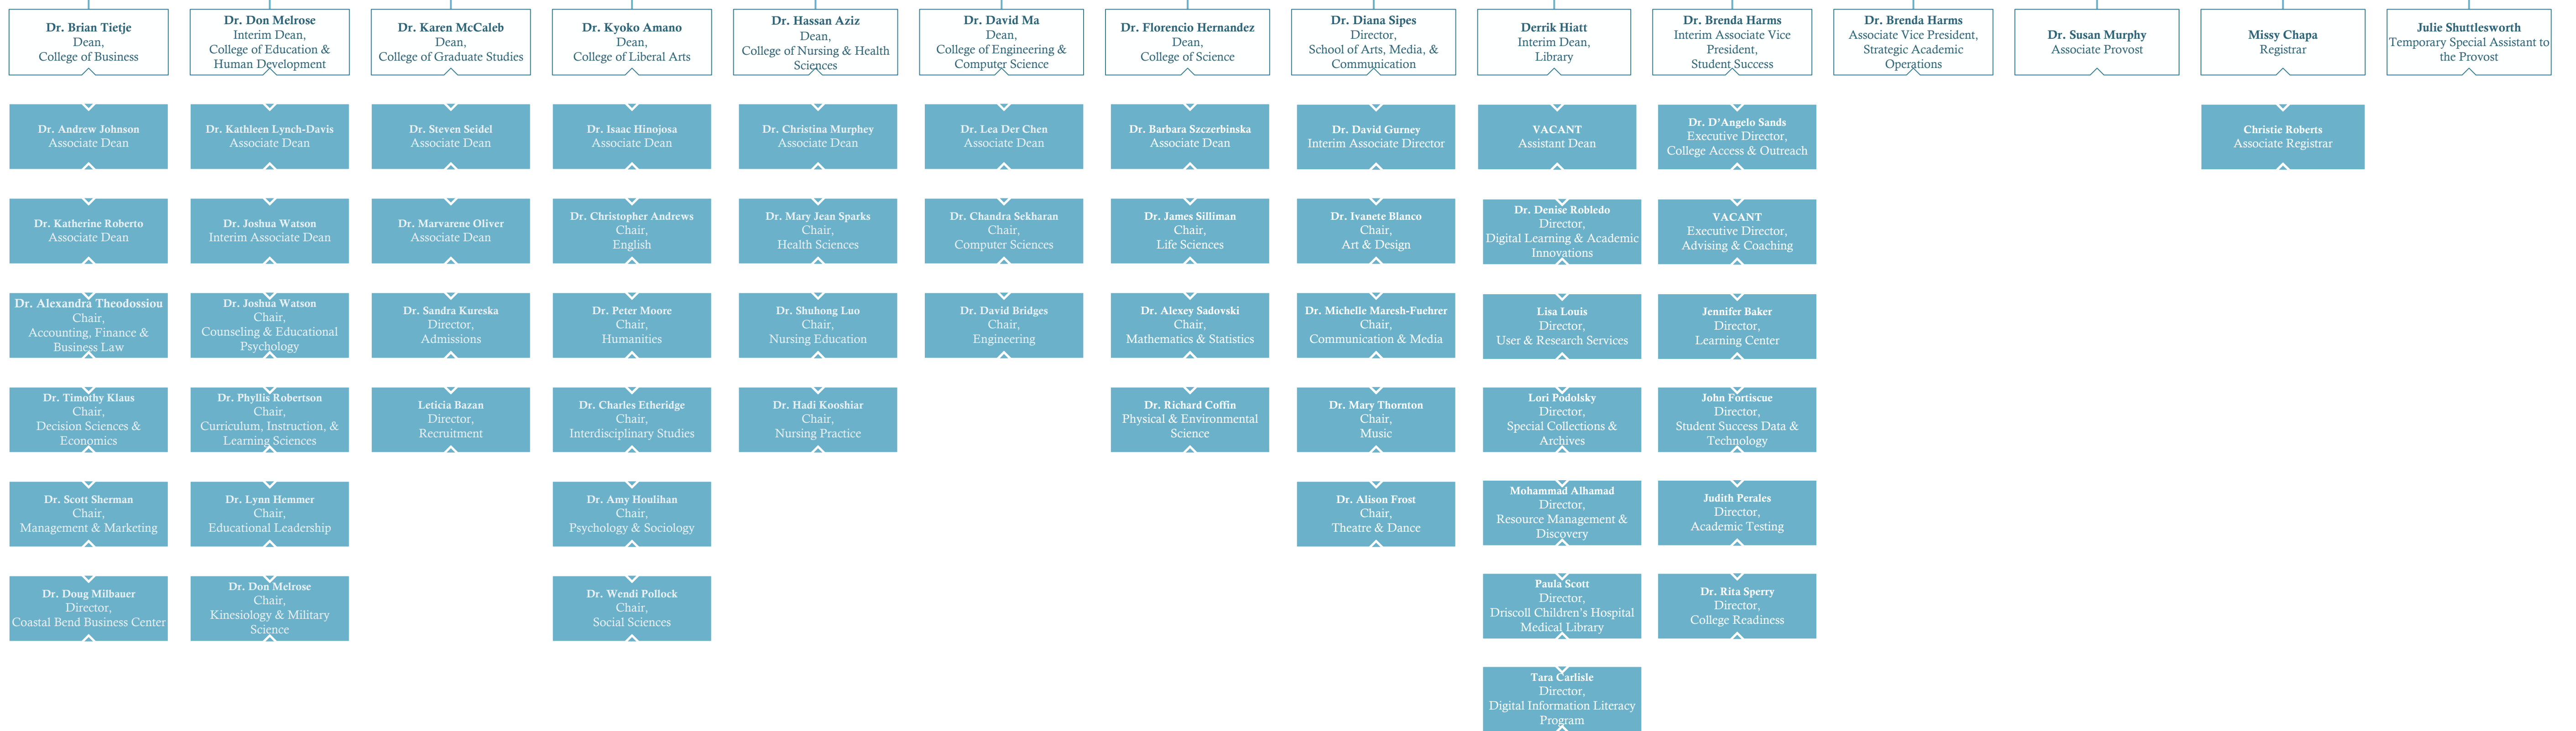 Dr. Brian Tietje
Dean,
College of Business
Dr. Andrew Johnson
Associate Dean
Dr. Katherine Roberto
Associate Dean
Dr. Alexandra Theodossiou
Chair,
Accounting, Finance &
Business Law
Dr. Timothy Klaus
Chair,
Decision Sciences &
Economics
Dr. Scott Sherman
Chair,
Management & Marketing
Dr. Doug Milbauer
Director,
Coastal Bend Business Center
Dr. Don Melrose
Interim Dean,
College of Education &
Human Development
Dr. Kathleen Lynch-Davis
Associate Dean
Dr. Joshua Watson
Interim Associate Dean
Dr. Joshua Watson
Chair,
Counseling & Educational
Psychology
Dr. Phyllis Robertson
Chair,
Curriculum, Instruction, &
Learning Sciences
Dr. Lynn Hemmer
Chair,
Educational Leadership
Dr. Don Melrose
Chair,
Kinesiology & Military
Science
Dr. Karen McCaleb
Dean,
College of Graduate Studies
Dr. Steven Seidel
Associate Dean
Dr. Marvarene Oliver
Associate Dean
Dr. Sandra Kureska
Director,
Admissions
Leticia Bazan
Director,
Recruitment
Dr. Kyoko Amano
Dean,
College of Liberal Arts
Dr. Isaac Hinojosa
Associate Dean
Dr. Christopher Andrews
Chair,
English
Dr. Peter Moore
Chair,
Humanities
Dr. Charles Etheridge
Chair,
Interdisciplinary Studies
Dr. Amy Houlihan
Chair,
Psychology & Sociology
Dr. Wendi Pollock
Chair,
Social Sciences
Dr. Hassan Aziz
Dean,
College of Nursing & Health
Sciences
Dr. Christina Murphey
Associate Dean
Dr. Mary Jean Sparks
Chair,
Health Sciences
Dr. Shuhong Luo
Chair,
Nursing Education
Dr. Hadi Kooshiar
Chair,
Nursing Practice
Dr. David Ma
Dean,
College of Engineering &
Computer Science
Dr. Lea Der Chen
Associate Dean
Dr. Chandra Sekharan
Chair,
Computer Sciences
Dr. David Bridges
Chair,
Engineering
Dr. Florencio Hernandez
Dean,
College of Science
Dr. Barbara Szczerbinska
Associate Dean
Dr. James Silliman
Chair,
Life Sciences
Dr. Alexey Sadovski
Chair,
Mathematics & Statistics
Dr. Richard Coffin
Physical & Environmental
Science
Dr. Diana Sipes
Director,
School of Arts, Media, &
Communication
Dr. David Gurney
Interim Associate Director
Dr. Ivanete Blanco
Chair,
Art & Design
Dr. Michelle Maresh-Fuehrer
Chair,
Communication & Media
Dr. Mary Thornton
Chair,
Music
Dr. Alison Frost
Chair,
Theatre & Dance
Derrik Hiatt
Interim Dean,
Library
VACANT
Assistant Dean
Dr. Denise Robledo
Director,
Digital Learning & Academic
Innovations
Lisa Louis
Director,
User & Research Services
Lori Podolsky
Director,
Special Collections &
Archives
Mohammad Alhamad
Director,
Resource Management &
Discovery
Paula Scott
Director,
Driscoll Children's Hospital
Medical Library
Tara Carlisle
Director,
Digital Information Literacy
Program
Dr. Brenda Harms
Interim Associate Vice
President,
Student Success
Dr. D'Angelo Sands
Executive Director,
College Access & Outreach
VACANT
Executive Director,
Advising & Coaching
Jennifer Baker
Director,
Learning Center
John Fortiscue
Director,
Student Success Data &
Technology
Judith Perales
Director,
Academic Testing
Dr. Rita Sperry
Director,
College Readiness
Dr. Brenda Harms
Associate Vice President,
Strategic Academic
Operations
Dr. Susan Murphy
Associate Provost
Missy Chapa
Registrar
Christie Roberts
Associate Registrar
Julie Shuttlesworth
Temporary Special Assistant to
the Provost